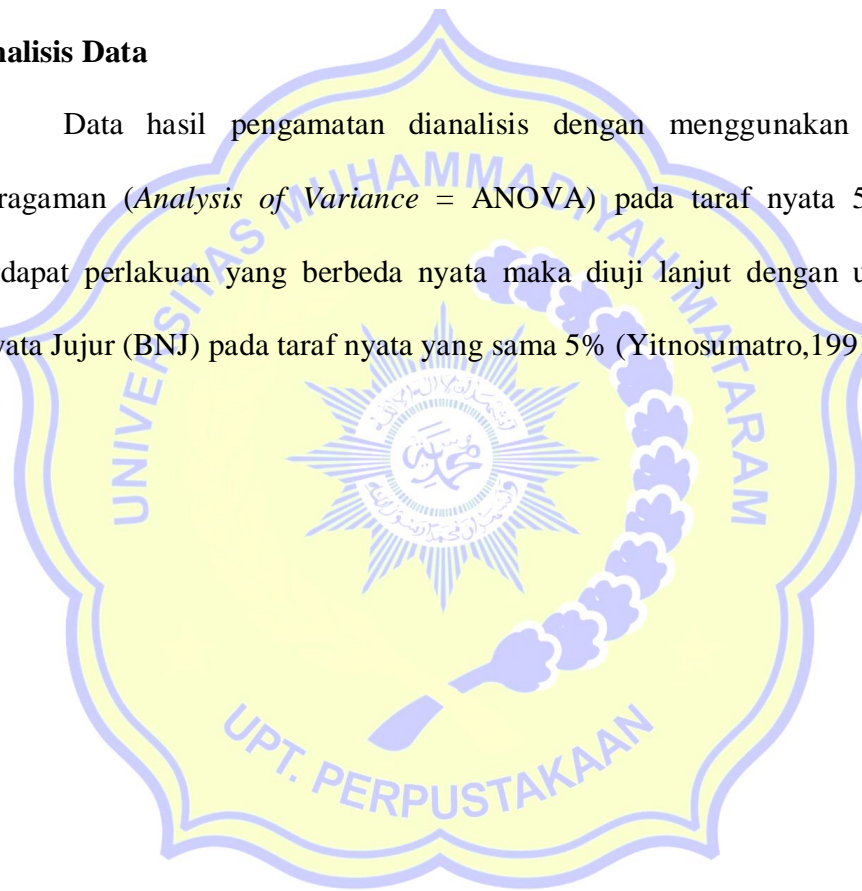 nalisis Data
Data hasil pengamatan dianalisis dengan menggunakan
ragaman (Analysis of Variance = ANOVA) pada taraf nyata 5
dapat perlakuan yang berbeda nyata maka diuji lanjut dengan u
yata Jujur (BNJ) pada taraf nyata yang sama 5% (Yitnosumatro,199
UNIVERSITAS MUHAMMADIYAH MATARAM
UPT. PERPUSTAKAAN